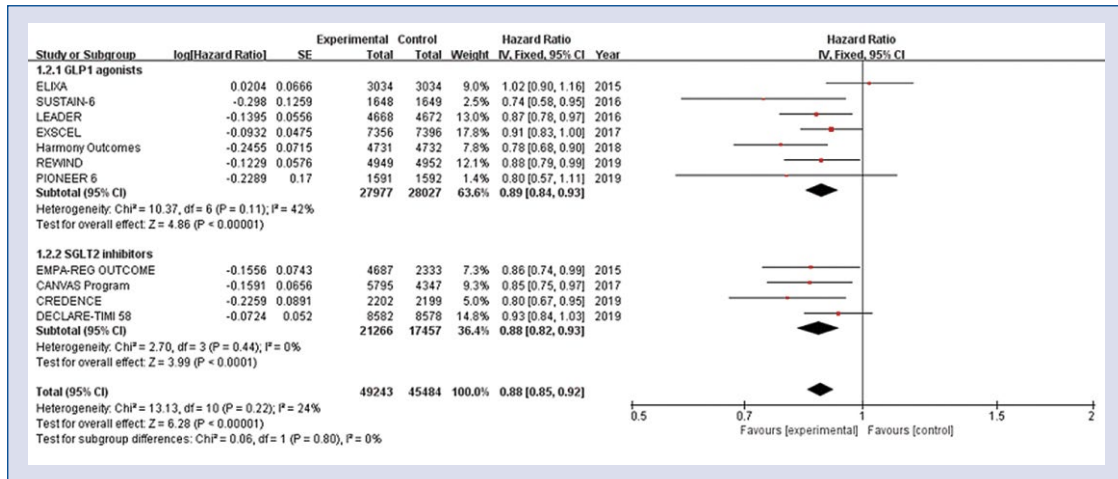 Experimental Control Hazard Ratio Hazard Ratio
Study or Subgroup log[Hazard Ratio] SE Total Total Weight IV, Fixed, 95% CI Year IV, Fixed, 95% CI
1.2.1 GLP1 agonists
ELIXA 0.0204 0.0666 3034 3034 9.0% 1.02 [0.90, 1.16] 2015
SUSTAIN-6 -0.298 0.1259 1648 1649 2.5% 0.74 [0.58, 0.95] 2016
LEADER -0.1395 0.0556 4668 4672 13.0% 0.87 [0.78, 0.97] 2016
EXSCEL -0.0932 0.0475 7356 7396 17.8% 0.91 [0.83, 1.00] 2017
Harmony Outcomes -0.2455 0.0715 4731 4732 7.8% 0.78 [0.68, 0.90] 2018
REWIND -0.1229 0.0576 4949 4952 12.1% 0.88 [0.79, 0.99] 2019
PIONEER 6 -0.2289 0.17 1591 1592 1.4% 0.80 [0.57, 1.11] 2019
Subtotal (95% CI) 27977 28027 63.6% 0.89 [0.84, 0.93]
Heterogeneity: Chi² = 10.37, df = 6 (P = 0.11); I² = 42%
Test for overall effect: Z = 4.86 (P < 0.00001)
1.2.2 SGLT2 inhibitors
EMPA-REG OUTCOME -0.1556 0.0743 4687 2333 7.3% 0.86 [0.74, 0.99] 2015
CANVAS Program -0.1591 0.0656 5795 4347 9.3% 0.85 [0.75, 0.97] 2017
CREDENCE -0.2259 0.0891 2202 2199 5.0% 0.80 [0.67, 0.95] 2019
DECLARE-TIMI 58 -0.0724 0.052 8582 8578 14.8% 0.93 [0.84, 1.03] 2019
Subtotal (95% CI) 21266 17457 36.4% 0.88 [0.82, 0.93]
Heterogeneity: Chi² = 2.70, df = 3 (P = 0.44); I² = 0%
Test for overall effect: Z = 3.99 (P < 0.0001)
Total (95% CI) 49243 45484 100.0% 0.88 [0.85, 0.92]
Heterogeneity: Chi² = 13.13, df = 10 (P = 0.22); I² = 24%
Test for overall effect: Z = 6.28 (P < 0.00001)
Test for subgroup differences: Chi² = 0.06, df = 1 (P = 0.80), I² = 0%
0.5 0.7 1 1.5 2
Favours [experimental] Favours [control]